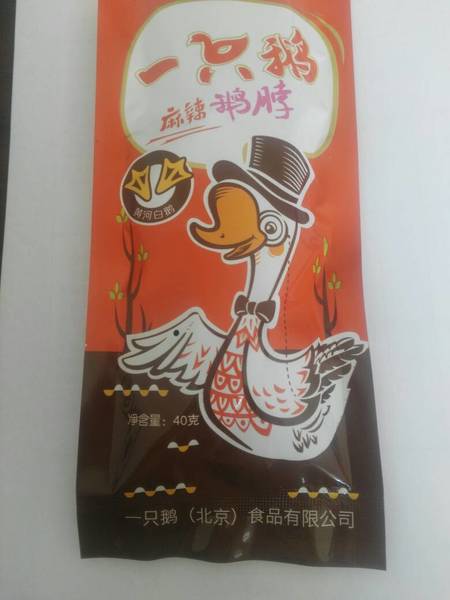 一只鹅
麻辣 鹅脖
黄河白鹅
净含量：40克
一只鹅（北京）食品有限公司